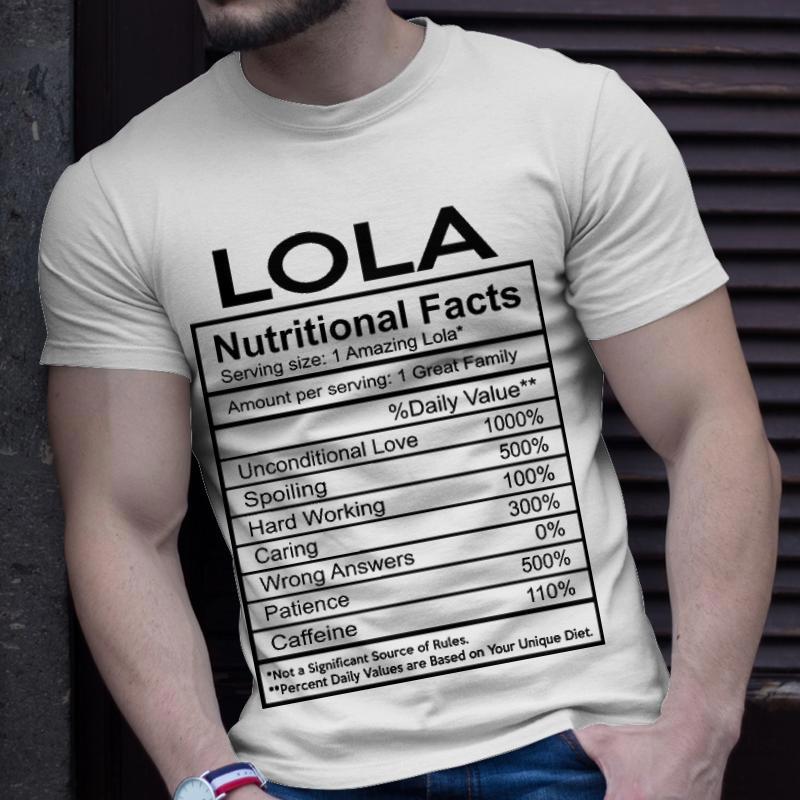 LOLA
Nutritional Facts
Serving size: 1 Amazing Lola*
Amount per serving: 1 Great Family
%Daily Value**
Unconditional Love 1000%
Spoiling 500%
Hard Working 100%
Caring 300%
Wrong Answers 0%
Patience 500%
Caffeine 110%
*Not a Significant Source of Rules.
**Percent Daily Values are Based on Your Unique Diet.